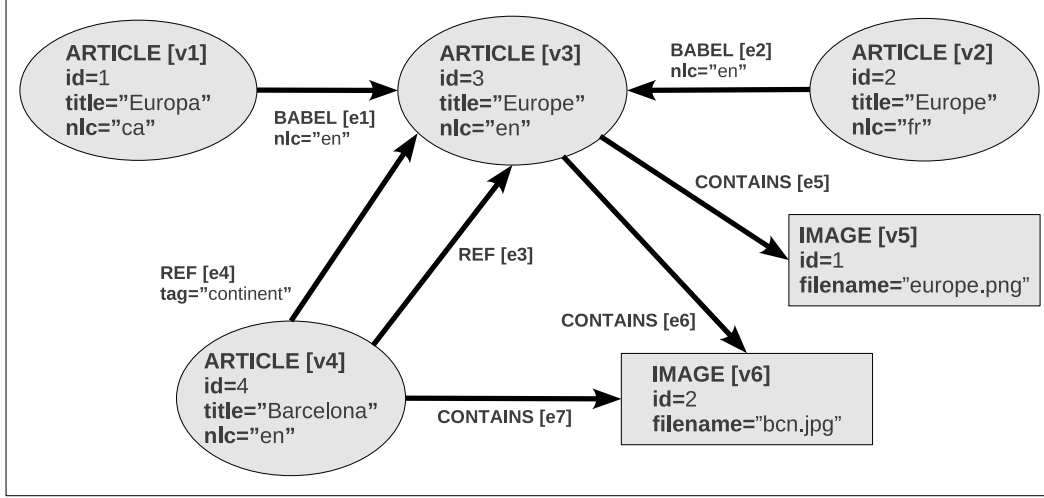 ARTICLE [v1]
id=1
title=”Europa”
nlc=”ca”
BABEL [e1]
nlc=”en”
ARTICLE [v3]
id=3
title=”Europe”
nlc=”en”
BABEL [e2]
nlc=”en”
ARTICLE [v2]
id=2
title=”Europe”
nlc=”fr”
CONTAINS [e5]
IMAGE [v5]
id=1
filename=”europe.png”
REF [e4]
tag=”continent”
REF [e3]
CONTAINS [e6]
ARTICLE [v4]
id=4
title=”Barcelona”
nlc=”en”
CONTAINS [e7]
IMAGE [v6]
id=2
filename=”bcn.jpg”